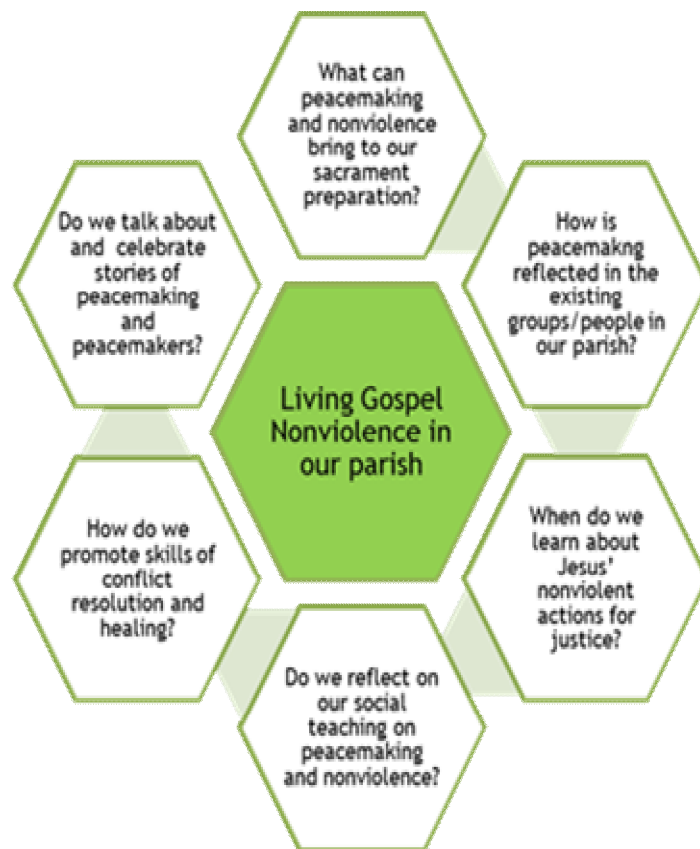 What can
peacemaking
and nonviolence
bring to our
sacrament
preparation?
How is
peacemakng
reflected in the
existing
groups/people in
our parish?
When do we
learn about
Jesus'
nonviolent
actions for
justice?
Do we reflect on
our social
teaching on
peacemaking
and nonviolence?
How do we
promote skills of
conflict
resolution and
healing?
Do we talk about
and celebrate
stories of
peacemaking
and
peacemakers?
Living Gospel
Nonviolence in
our parish